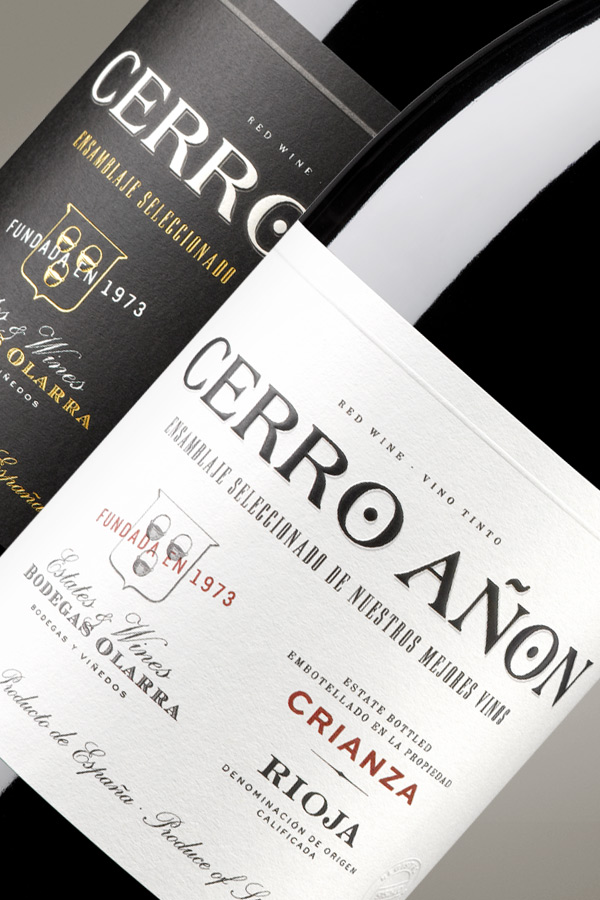 RED WINE
CERRO
ENSAMBLAJE SELECCIONADO
FUNDADA EN 1973
& Wines
OLARRA
España
RED WINE . VINO TINTO
CERRO AÑON
ENSAMBLAJE SELECCIONADO DE NUESTROS MEJORES VINOS
FUNDADA EN 1973
Estates & Wines
BODEGAS OLARRA
BODEGAS Y VIÑEDOS
ESTATE BOTTLED
EMBOTELLADO EN LA PROPIEDAD
CRIANZA
RIOJA
DENOMINACIÓN DE ORIGEN
CALIFICADA
Producto de España . Produce of